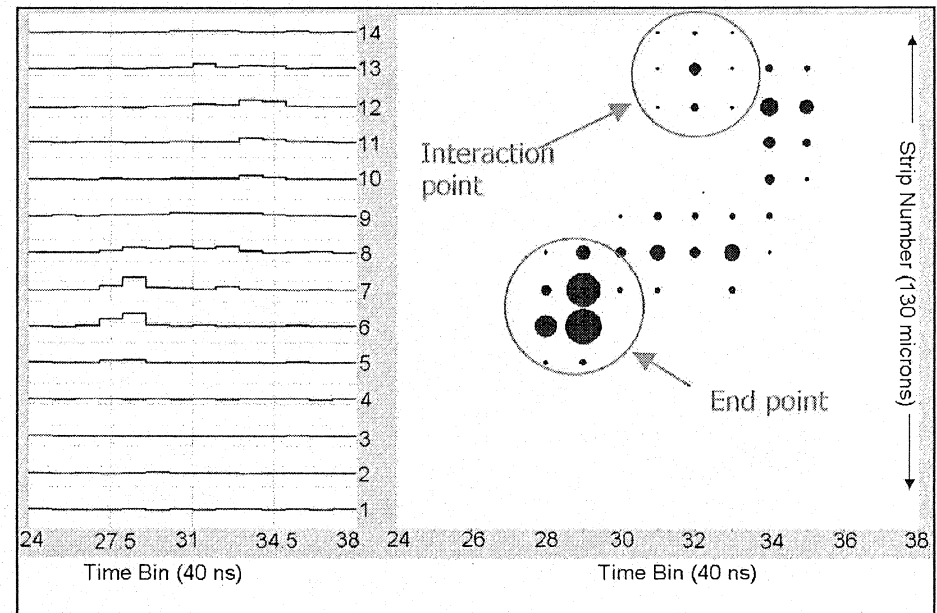 14
13
12
11
10
9
8
7
6
5
4
3
2
1
24 27.5 31 34.5 38
Time Bin (40 ns)
Interaction
point
End point
Strip Number (130 microns)
24 26 28 30 32 34 36 38
Time Bin (40 ns)